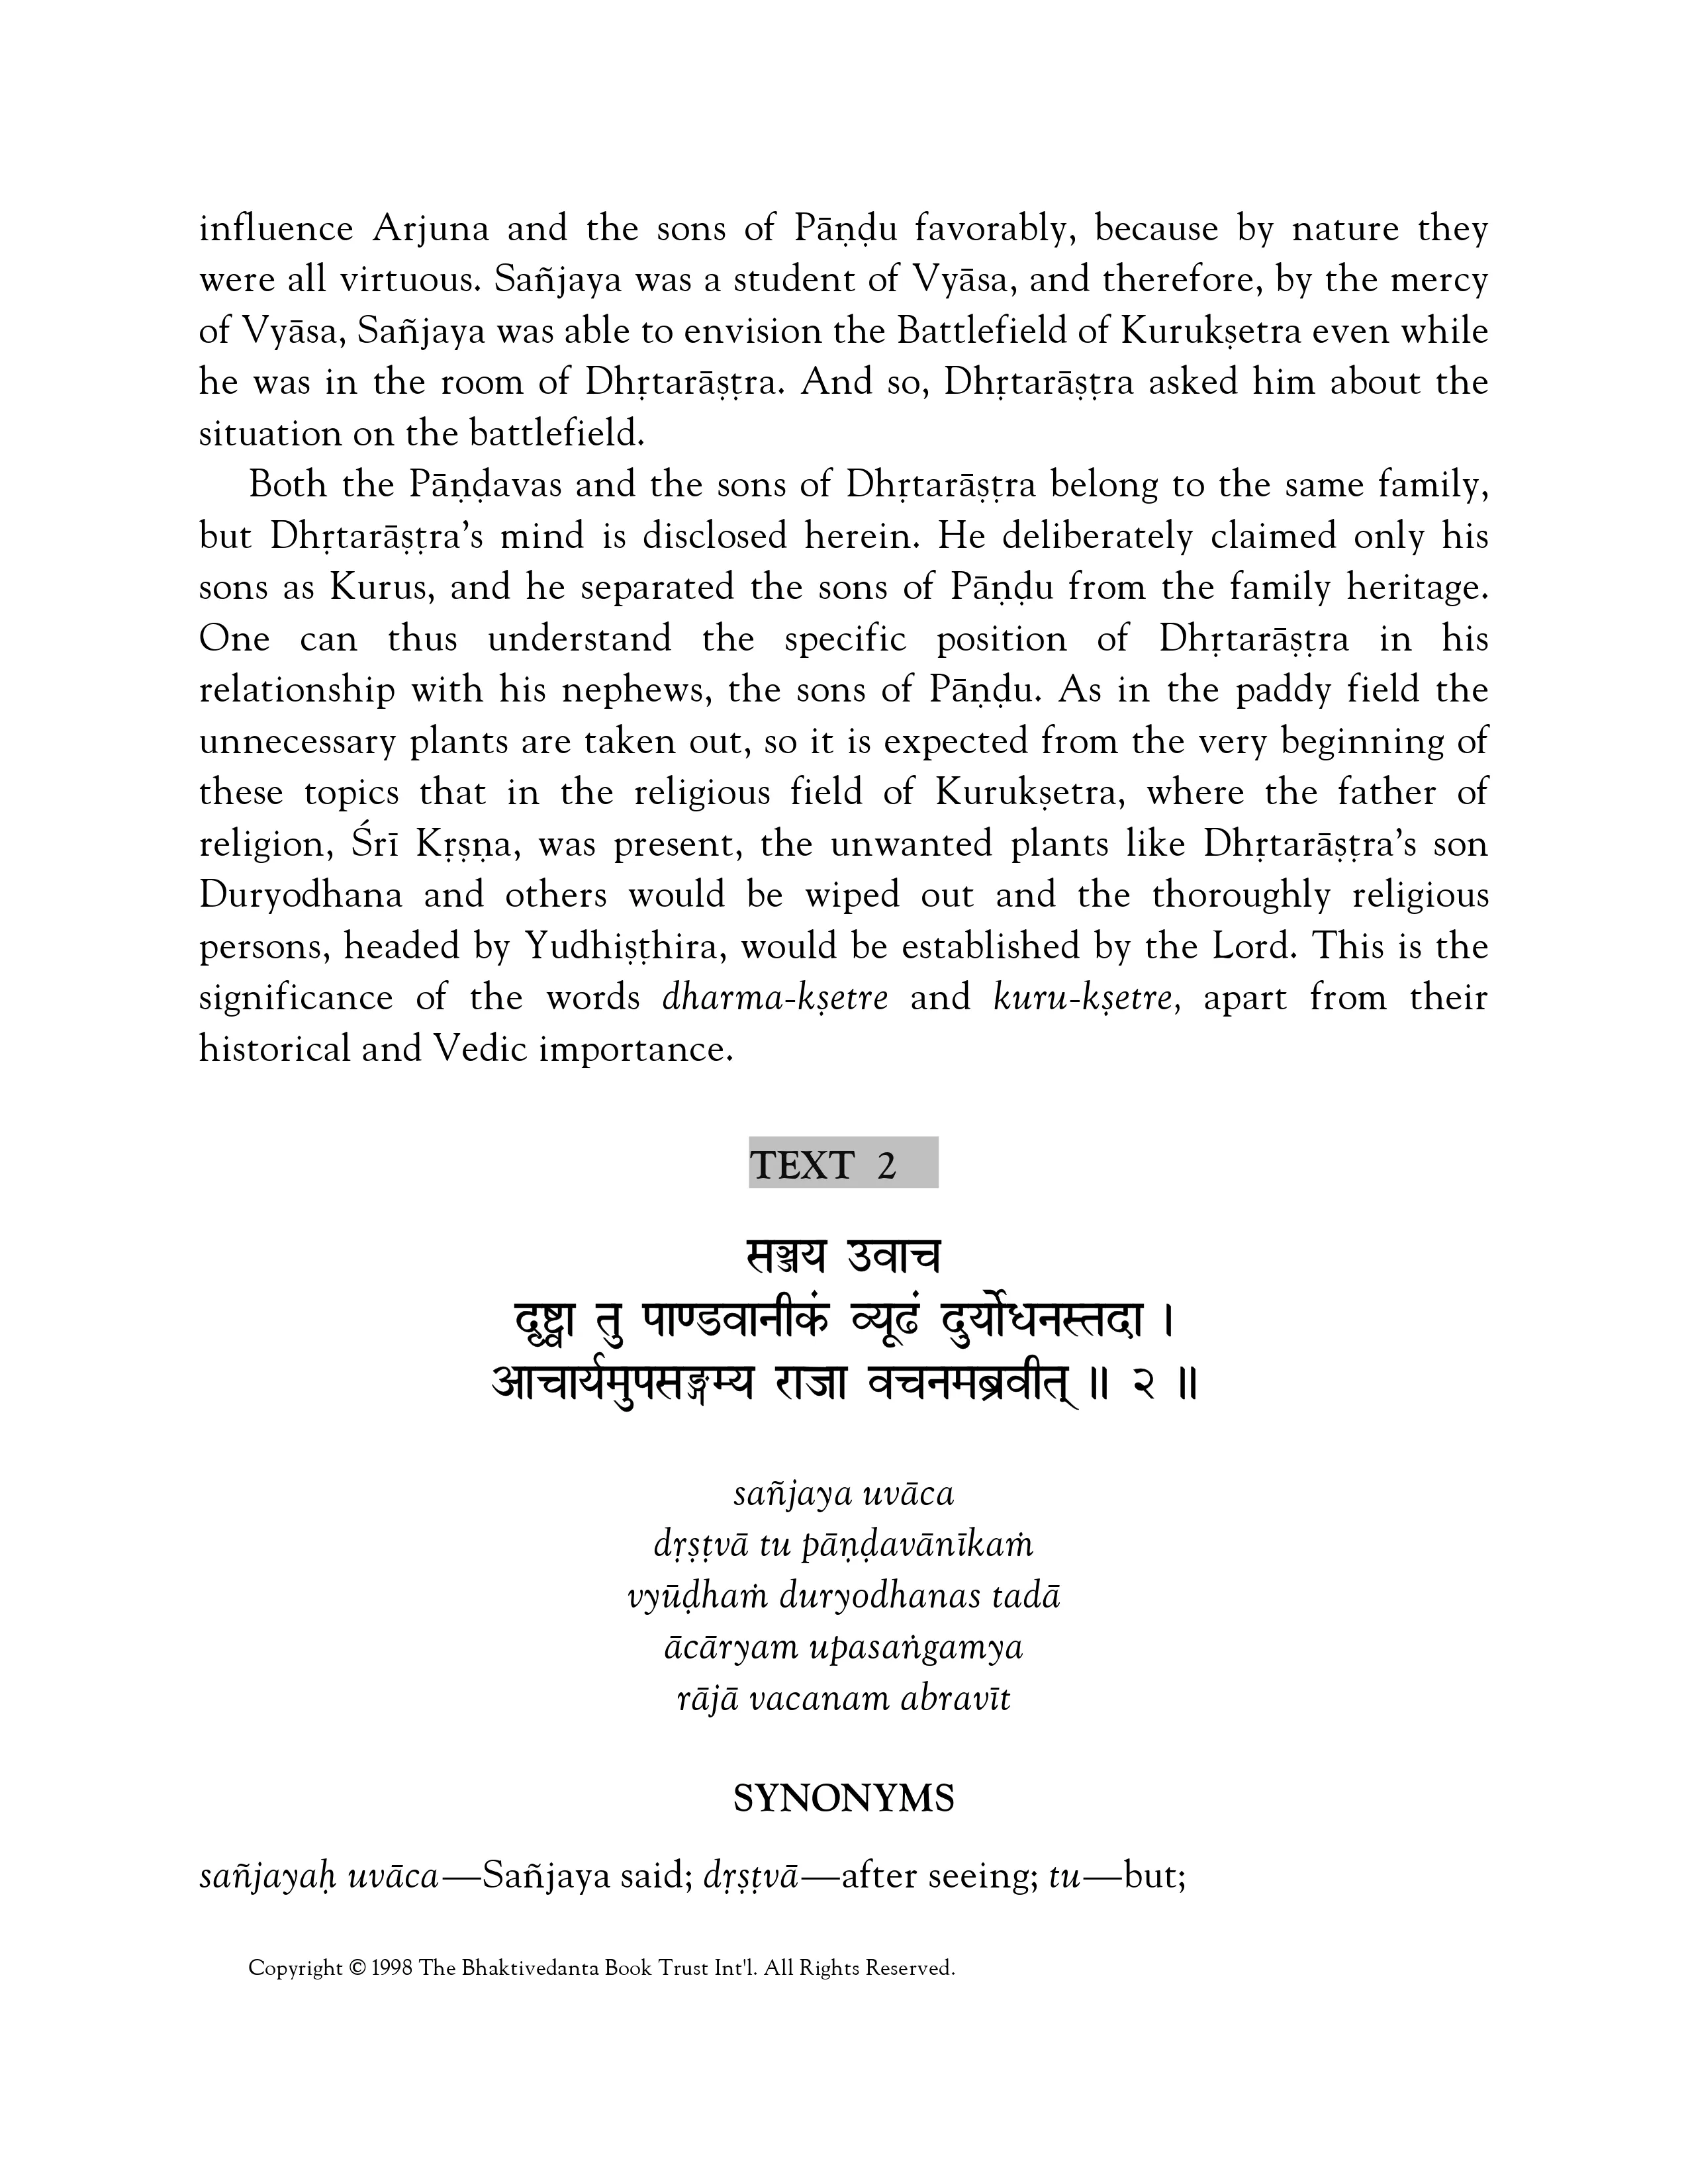 influence Arjuna and the sons of Pāṇḍu favorably, because by nature they
were all virtuous. Sañjaya was a student of Vyāsa, and therefore, by the mercy
of Vyāsa, Sañjaya was able to envision the Battlefield of Kurukṣetra even while
he was in the room of Dhṛtarāṣṭra. And so, Dhṛtarāṣṭra asked him about the
situation on the battlefield.
Both the Pāṇḍavas and the sons of Dhṛtarāṣṭra belong to the same family,
but Dhṛtarāṣṭra’s mind is disclosed herein. He deliberately claimed only his
sons as Kurus, and he separated the sons of Pāṇḍu from the family heritage.
One can thus understand the specific position of Dhṛtarāṣṭra in his
relationship with his nephews, the sons of Pāṇḍu. As in the paddy field the
unnecessary plants are taken out, so it is expected from the very beginning of
these topics that in the religious field of Kurukṣetra, where the father of
religion, Śrī Kṛṣṇa, was present, the unwanted plants like Dhṛtarāṣṭra’s son
Duryodhana and others would be wiped out and the thoroughly religious
persons, headed by Yudhiṣṭhira, would be established by the Lord. This is the
significance of the words dharma-kṣetre and kuru-kṣetre, apart from their
historical and Vedic importance.
TEXT 2
सञ्जय उवाच
दृष्ट्वा तु पाण्डवानीकं व्यूढं दुर्योधनस्तदा ।
आचार्यमुपसङ्गम्य राजा वचनमब्रवीत् ॥ २ ॥
sañjaya uvāca
dṛṣṭvā tu pāṇḍavānīkaṁ
vyūḍhaṁ duryodhanas tadā
ācāryam upasaṅgamya
rājā vacanam abravīt
SYNONYMS
sañjayaḥ uvāca—Sañjaya said; dṛṣṭvā—after seeing; tu—but;
Copyright © 1998 The Bhaktivedanta Book Trust Int'l. All Rights Reserved.